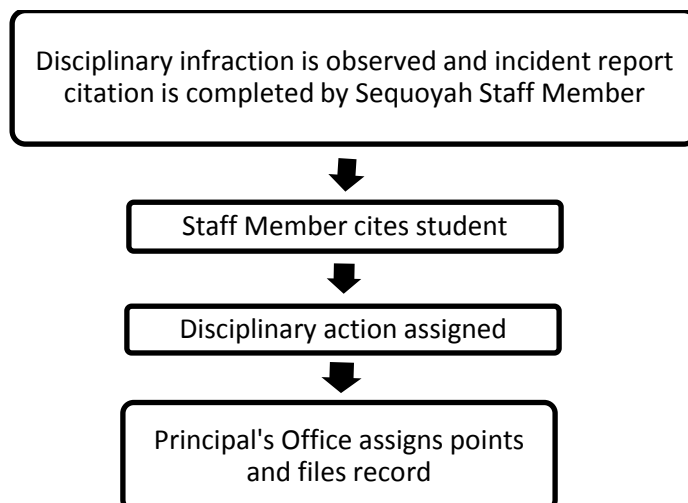 Disciplinary infraction is observed and incident report
citation is completed by Sequoyah Staff Member
Staff Member cites student
Disciplinary action assigned
Principal's Office assigns points
and files record